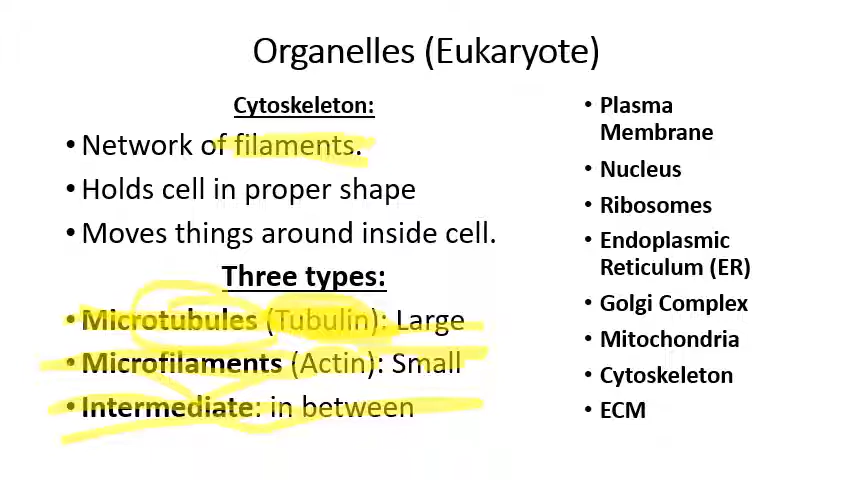 Organelles (Eukaryote)
Cytoskeleton:
• Network of filaments.
• Holds cell in proper shape
• Moves things around inside cell.
Three types:
• Microtubules (Tubulin): Large
• Microfilaments (Actin): Small
• Intermediate: in between
• Plasma
Membrane
• Nucleus
• Ribosomes
• Endoplasmic
Reticulum (ER)
• Golgi Complex
• Mitochondria
• Cytoskeleton
• ECM